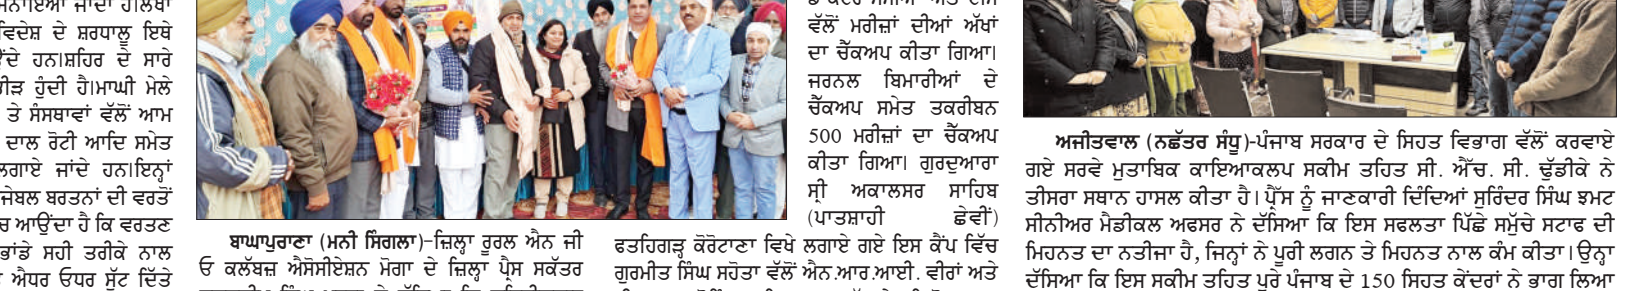 ਵਿਦੇਸ਼ ਦੇ ਸ਼ਰਧਾਲੂ ਇਥੇ
ਹਨ।ਸ਼ਹਿਰ ਦੇ ਸਾਰੇ
ਹੁੰਦੀ ਹੈ।ਮਾਘੀ ਮੇਲੇ
ਤੇ ਸੰਸਥਾਵਾਂ ਵੱਲੋਂ ਆਮ
ਦਾਲ ਰੋਟੀ ਆਦਿ ਸਮੇਤ
ਲਗਾਏ ਜਾਂਦੇ ਹਨ।ਇਨ੍ਹਾਂ
ਬਰਤਨਾਂ ਦੀ ਵਰਤੋਂ
ਆਉਂਦਾ ਹੈ ਕਿ ਵਰਤਣ
ਭਾਂਡੇ ਸਹੀ ਤਰੀਕੇ ਨਾਲ
ਐਧਰ ਓਧਰ ਸੁੱਟ ਦਿੱਤੇ
ਬਾਘਾਪੁਰਾਣਾ (ਮਨੀ ਸਿੰਗਲਾ)-ਜ਼ਿਲ੍ਹਾ ਰੂਰਲ ਐਨ ਜੀ
ਓ ਕਲੱਬਜ਼ ਐਸੋਸੀਏਸ਼ਨ ਮੋਗਾ ਦੇ ਜ਼ਿਲ੍ਹਾ ਪ੍ਰੈਸ ਸਕੱਤਰ
ਵੱਲੋਂ ਮਰੀਜ਼ਾਂ ਦੀਆਂ ਅੱਖਾਂ
ਦਾ ਚੈੱਕਅਪ ਕੀਤਾ ਗਿਆ।
ਜਰਨਲ ਬਿਮਾਰੀਆਂ ਦੇ
ਚੈੱਕਅਪ ਸਮੇਤ ਤਕਰੀਬਨ
500 ਮਰੀਜ਼ਾਂ ਦਾ ਚੈੱਕਅਪ
ਕੀਤਾ ਗਿਆ। ਗੁਰਦੁਆਰਾ
ਸ੍ਰੀ ਅਕਾਲਸਰ ਸਾਹਿਬ
(ਪਾਤਸ਼ਾਹੀ ਛੇਵੀਂ)
ਫਤਹਿਗੜ੍ਹ ਕੋਰੋਟਾਣਾ ਵਿਖੇ ਲਗਾਏ ਗਏ ਇਸ ਕੈਂਪ ਵਿੱਚ
ਗੁਰਮੀਤ ਸਿੰਘ ਸਹੋਤਾ ਵੱਲੋਂ ਐਨ.ਆਰ.ਆਈ. ਵੀਰਾਂ ਅਤੇ
ਅਜੀਤਵਾਲ (ਨਛੱਤਰ ਸੰਧੂ)-ਪੰਜਾਬ ਸਰਕਾਰ ਦੇ ਸਿਹਤ ਵਿਭਾਗ ਵੱਲੋਂ ਕਰਵਾਏ
ਗਏ ਸਰਵੇ ਮੁਤਾਬਿਕ ਕਾਇਆਕਲਪ ਸਕੀਮ ਤਹਿਤ ਸੀ. ਐੱਚ. ਸੀ. ਢੁੱਡੀਕੇ ਨੇ
ਤੀਸਰਾ ਸਥਾਨ ਹਾਸਲ ਕੀਤਾ ਹੈ। ਪ੍ਰੈੱਸ ਨੂੰ ਜਾਣਕਾਰੀ ਦਿੰਦਿਆਂ ਸੁਰਿੰਦਰ ਸਿੰਘ ਝਮਟ
ਸੀਨੀਅਰ ਮੈਡੀਕਲ ਅਫਸਰ ਨੇ ਦੱਸਿਆ ਕਿ ਇਸ ਸਫਲਤਾ ਪਿੱਛੇ ਸਮੁੱਚੇ ਸਟਾਫ ਦੀ
ਮਿਹਨਤ ਦਾ ਨਤੀਜਾ ਹੈ, ਜਿਨ੍ਹਾਂ ਨੇ ਪੂਰੀ ਲਗਨ ਤੇ ਮਿਹਨਤ ਨਾਲ ਕੰਮ ਕੀਤਾ।ਉਨ੍ਹਾ
ਦੱਸਿਆ ਕਿ ਇਸ ਸਕੀਮ ਤਹਿਤ ਪੂਰੇ ਪੰਜਾਬ ਦੇ 150 ਸਿਹਤ ਕੇਂਦਰਾਂ ਨੇ ਭਾਗ ਲਿਆ